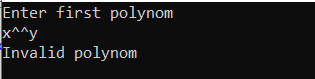 Enter first polynom
x^^y
Invalid polynom